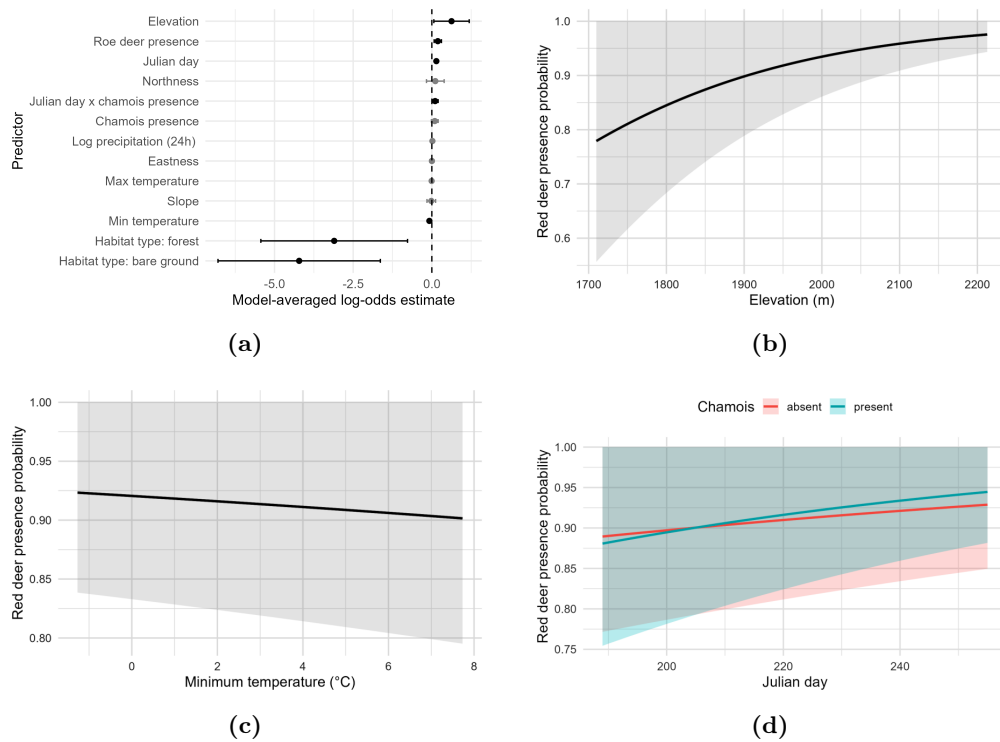 Predictor
Elevation
Roe deer presence
Julian day
Northness
Julian day x chamois presence
Chamois presence
Log precipitation (24h)
Eastness
Max temperature
Slope
Min temperature
Habitat type: forest
Habitat type: bare ground
-5.0 -2.5 0.0
Model-averaged log-odds estimate
(a)
Red deer presence probability
1.0
0.9
0.8
0.7
0.6
1700 1800 1900 2000 2100 2200
Elevation (m)
(b)
Red deer presence probability
1.00
0.95
0.90
0.85
0.80
0 2 4 6 8
Minimum temperature (°C)
(c)
Chamois absent present
Red deer presence probability
1.00
0.95
0.90
0.85
0.80
0.75
200 220 240
Julian day
(d)